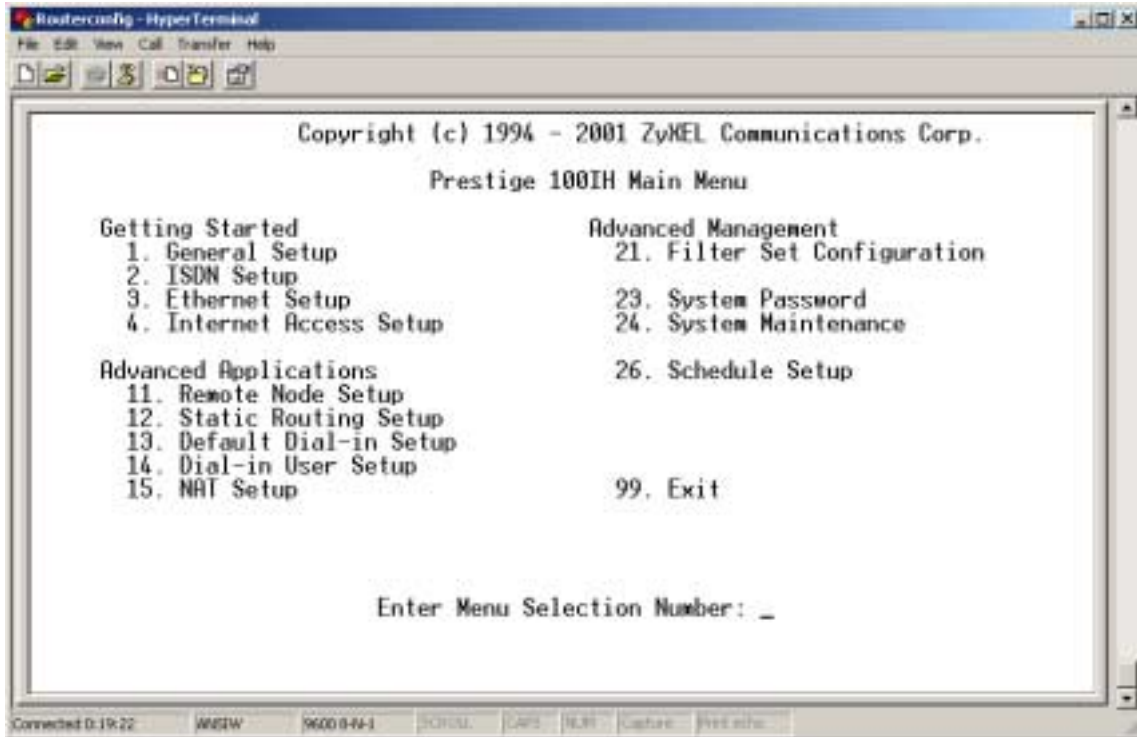 Routerconfig - HyperTerminal
File Edit View Call Transfer Help
Copyright (c) 1994 - 2001 ZyXEL Communications Corp.
Prestige 100IH Main Menu
Getting Started
1. General Setup
2. ISDN Setup
3. Ethernet Setup
4. Internet Access Setup
Advanced Applications
11. Remote Node Setup
12. Static Routing Setup
13. Default Dial-in Setup
14. Dial-in User Setup
15. NAT Setup
Advanced Management
21. Filter Set Configuration
23. System Password
24. System Maintenance
26. Schedule Setup
99. Exit
Enter Menu Selection Number: _
Connected 0:19:22 ANSIW 9600 8-N-1 SCROLL CAPS NUM Capture Print echo